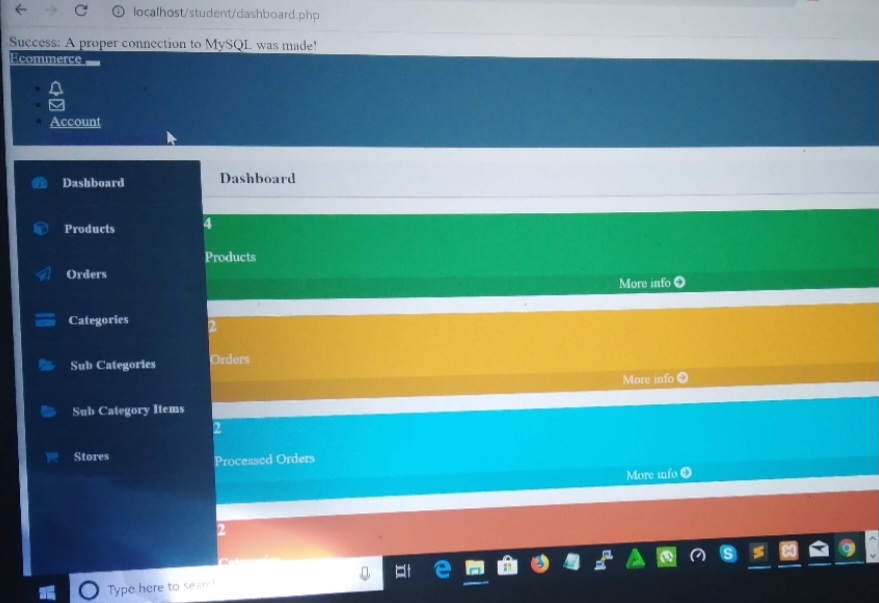 localhost/student/dashboard.php
Success: A proper connection to MySQL was made!
Ecommerce
Account
Dashboard
Products
Orders
Categories
Sub Categories
Sub Category Items
Stores
Dashboard
4
Products
More info
2
Orders
More info
2
Processed Orders
More info
2
Type here to search